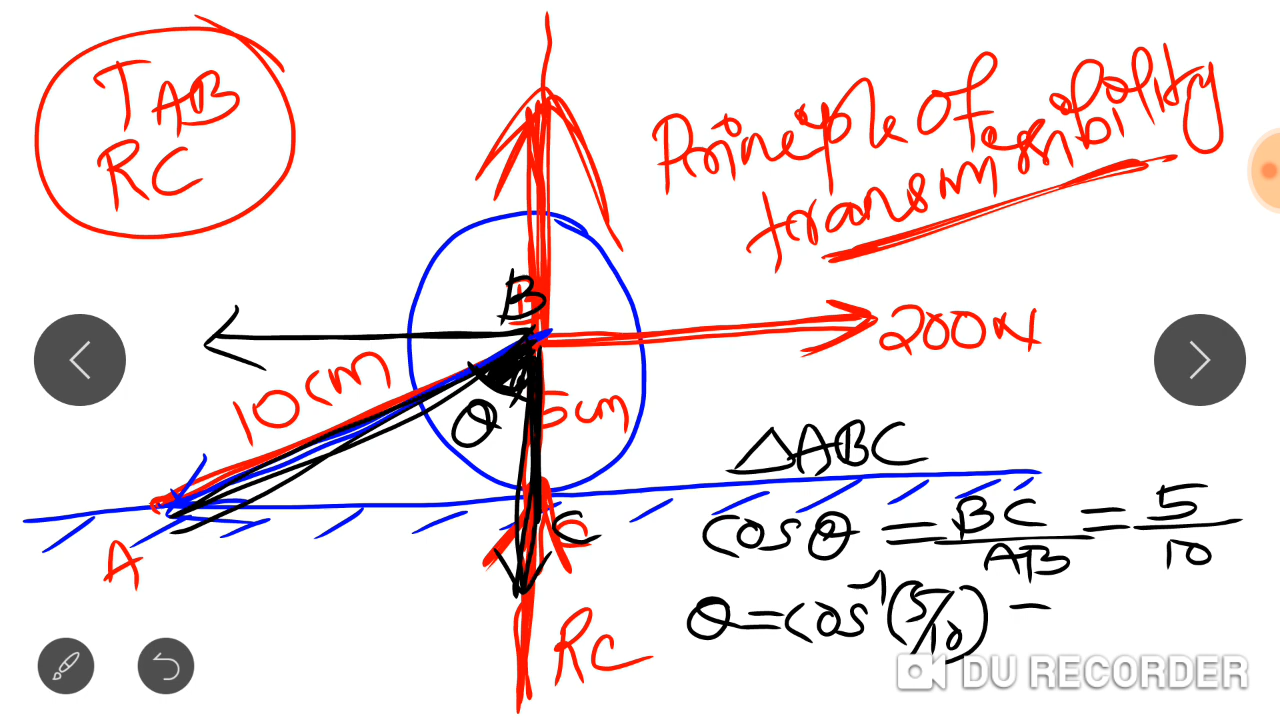 TAB
RC
Principle of
transmissibility
B
200N
10cm
5cm
θ
△ABC
C
cosθ = BC/AB = 5/10
A
θ = cos⁻¹(5/10) =
RC
DU RECORDER